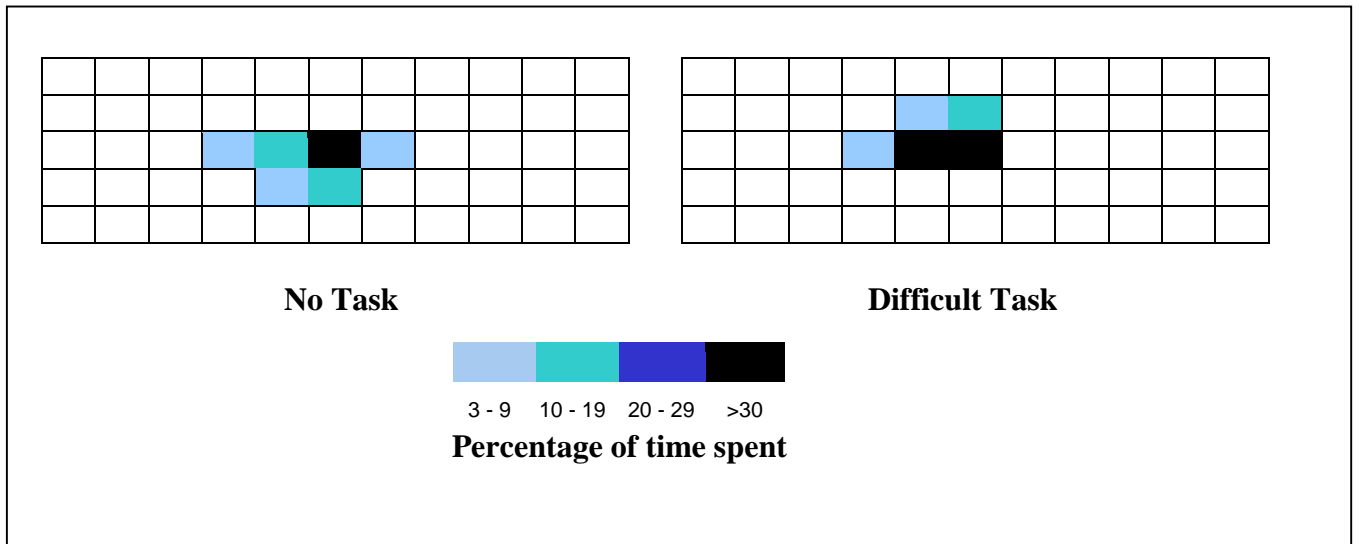 No Task
Difficult Task
3 - 9 10 - 19 20 - 29 >30
Percentage of time spent